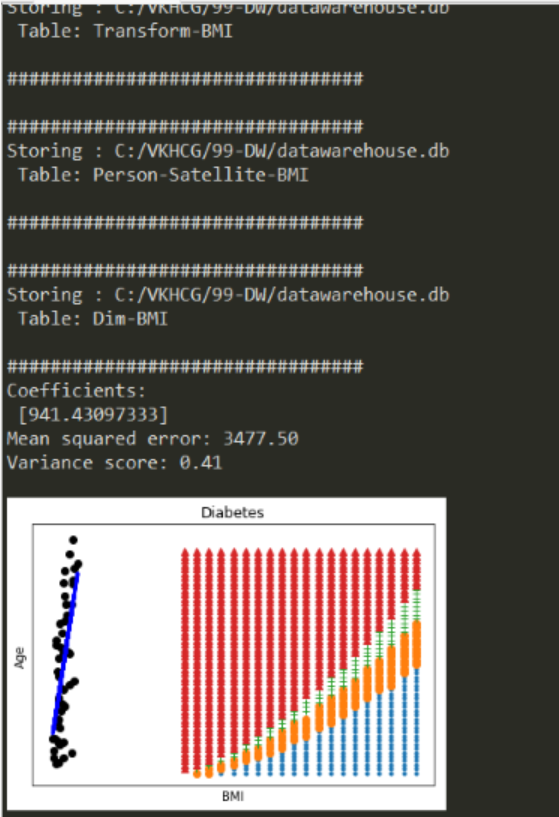 Storing : C:/VKHCG/99-DW/datawarehouse.db
Table: Transform-BMI
#################################
#################################
Storing : C:/VKHCG/99-DW/datawarehouse.db
Table: Person-Satellite-BMI
#################################
#################################
Storing : C:/VKHCG/99-DW/datawarehouse.db
Table: Dim-BMI
#################################
Coefficients:
[941.43097333]
Mean squared error: 3477.50
Variance score: 0.41
Diabetes
Age
BMI